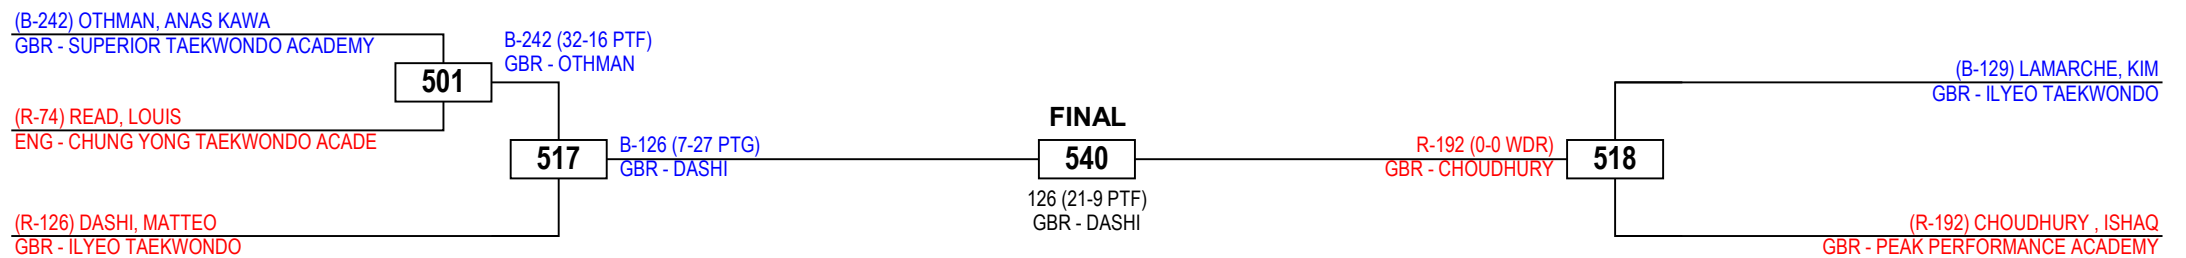 (B-242) OTHMAN, ANAS KAWA
GBR - SUPERIOR TAEKWONDO ACADEMY
B-242 (32-16 PTF)
GBR - OTHMAN
501
(R-74) READ, LOUIS
ENG - CHUNG YONG TAEKWONDO ACADE
517
B-126 (7-27 PTG)
GBR - DASHI
(R-126) DASHI, MATTEO
GBR - ILYEO TAEKWONDO
FINAL
540
126 (21-9 PTF)
GBR - DASHI
R-192 (0-0 WDR)
GBR - CHOUDHURY
518
(B-129) LAMARCHE, KIM
GBR - ILYEO TAEKWONDO
(R-192) CHOUDHURY , ISHAQ
GBR - PEAK PERFORMANCE ACADEMY